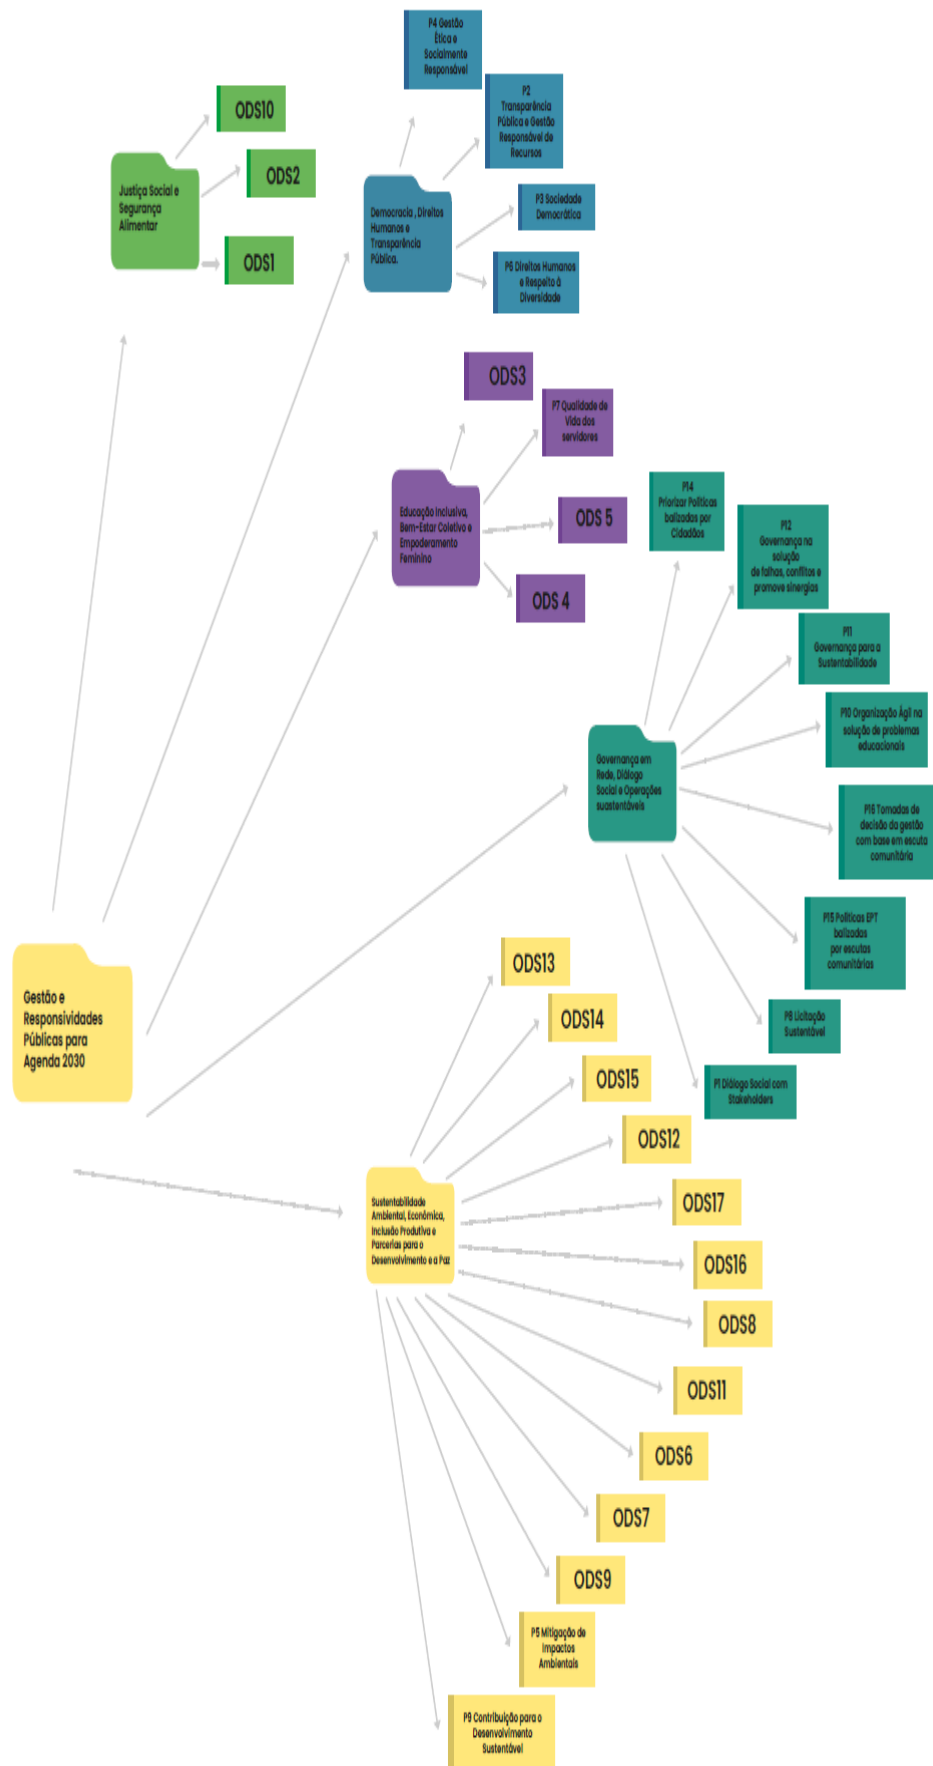 P4 Gestão
Ética e
Socialmente
Responsável
P2
Transparência
Pública e Gestão
Responsável de
Recursos
P3 Sociedade
Democrática
P6 Direitos Humanos
e Respeito à
Diversidade
Democracia , Direitos
Humanos e
Transparência
Pública.
ODS10
ODS2
ODS1
Justiça Social e
Segurança
Alimentar
ODS3
P7 Qualidade de
Vida dos
servidores
ODS 5
ODS 4
Educação Inclusiva,
Bem-Estar Coletivo e
Empoderamento
Feminino
P14
Priorizar Políticas
balizadas por
Cidadãos
P12
Governança na
solução
de falhas, conflitos e
promove sinergias
P11
Governança para a
Sustentabilidade
P10 Organização Ágil na
solução de problemas
educacionais
P16 Tomadas de
decisão da gestão
com base em escuta
comunitária
P15 Políticas EPT
balizadas
por escutas
comunitárias
P8 Licitação
Sustentável
P1 Diálogo Social com
Stakeholders
Governança em
Rede, Diálogo
Social e Operações
suastentáveis
Gestão e
Responsividades
Públicas para
Agenda 2030
ODS13
ODS14
ODS15
ODS12
ODS17
ODS16
ODS8
ODS11
ODS6
ODS7
ODS9
P5 Mitigação de
Impactos
Ambientais
P9 Contribuição para o
Desenvolvimento
Sustentável
Sustentabilidade
Ambiental, Econômica,
Inclusão Produtiva e
Parcerias para o
Desenvolvimento e a Paz